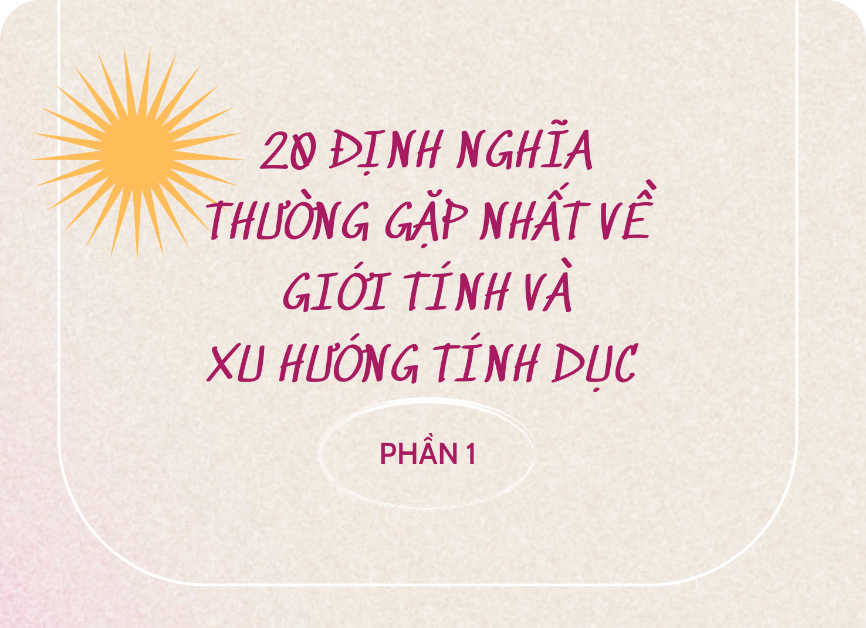 20 ĐỊNH NGHĨA
THƯỜNG GẶP NHẤT VỀ
GIỚI TÍNH VÀ
XU HƯỚNG TÍNH DỤC
PHẦN 1